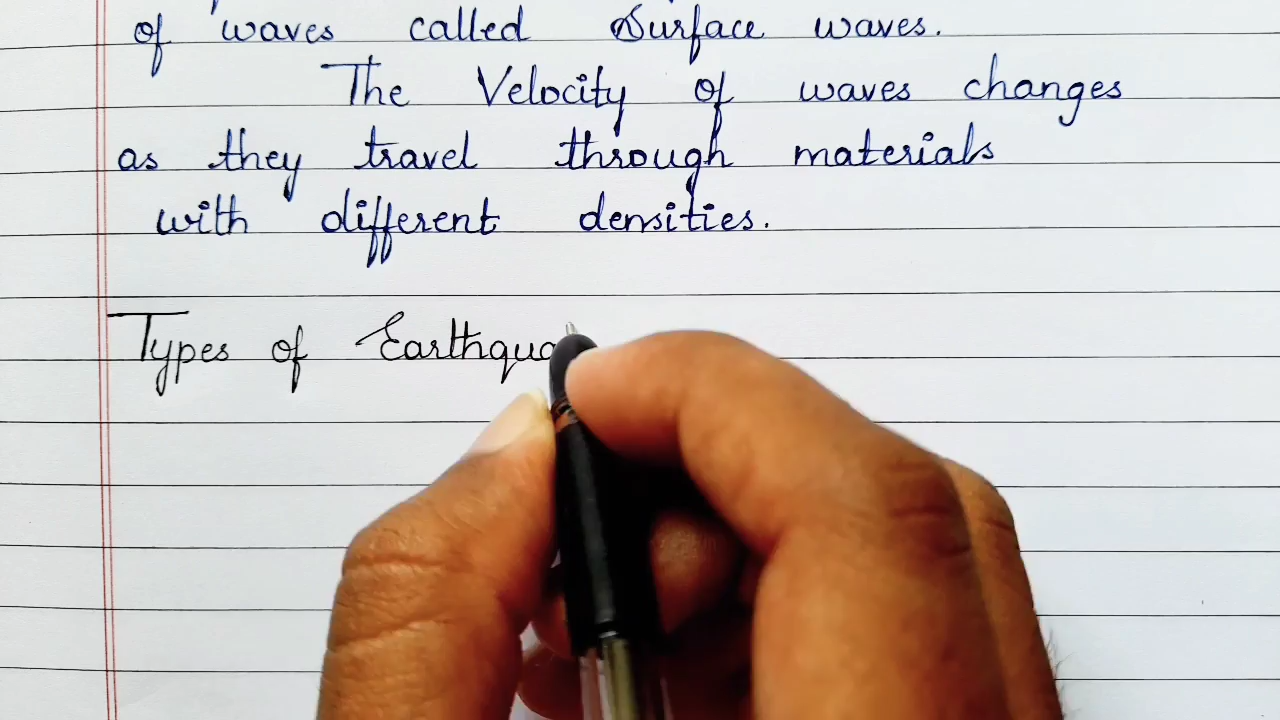 of waves called Surface waves.
The Velocity of waves changes
as they travel through materials
with different densities.
Types of Earthqua